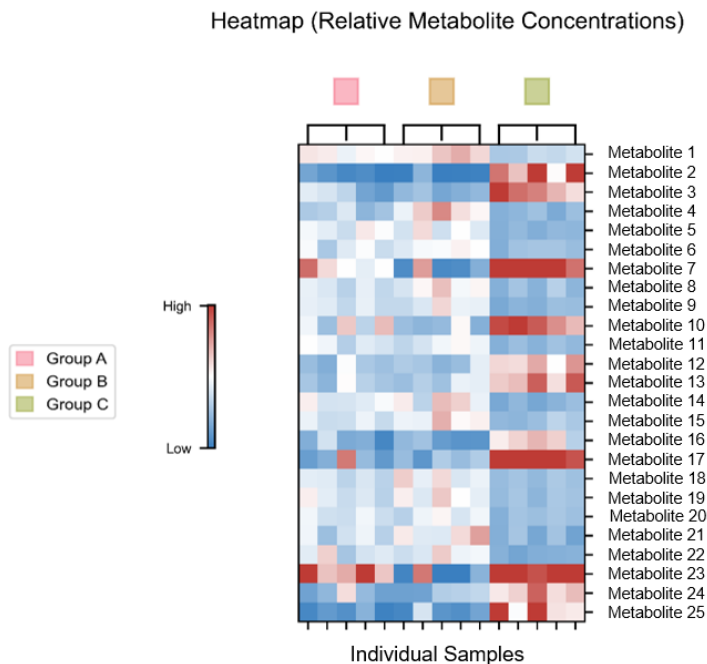 Heatmap (Relative Metabolite Concentrations)
Metabolite 1
Metabolite 2
Metabolite 3
Metabolite 4
Metabolite 5
Metabolite 6
Metabolite 7
Metabolite 8
Metabolite 9
Metabolite 10
Metabolite 11
Metabolite 12
Metabolite 13
Metabolite 14
Metabolite 15
Metabolite 16
Metabolite 17
Metabolite 18
Metabolite 19
Metabolite 20
Metabolite 21
Metabolite 22
Metabolite 23
Metabolite 24
Metabolite 25
High
Low
Group A
Group B
Group C
Individual Samples